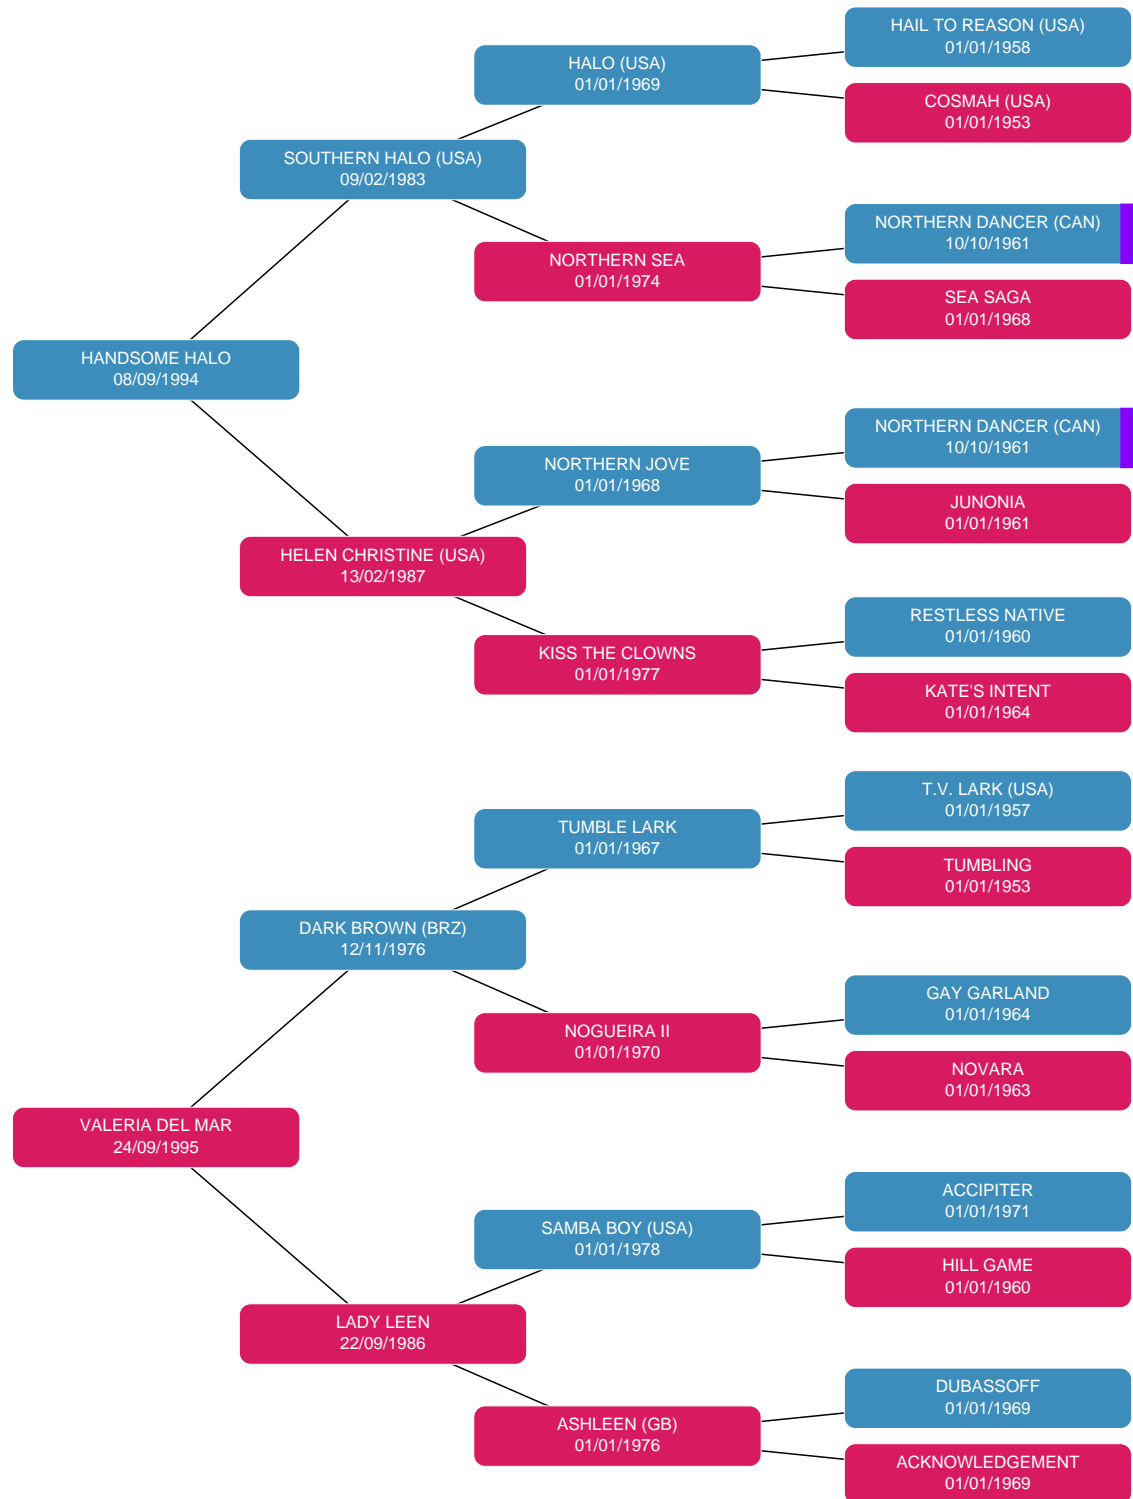 HAIL TO REASON (USA)
01/01/1958
HALO (USA)
01/01/1969
COSMAH (USA)
01/01/1953
SOUTHERN HALO (USA)
09/02/1983
NORTHERN DANCER (CAN)
10/10/1961
NORTHERN SEA
01/01/1974
SEA SAGA
01/01/1968
HANDSOME HALO
08/09/1994
NORTHERN DANCER (CAN)
10/10/1961
NORTHERN JOVE
01/01/1968
JUNONIA
01/01/1961
HELEN CHRISTINE (USA)
13/02/1987
RESTLESS NATIVE
01/01/1960
KISS THE CLOWNS
01/01/1977
KATE'S INTENT
01/01/1964
T.V. LARK (USA)
01/01/1957
TUMBLE LARK
01/01/1967
TUMBLING
01/01/1953
DARK BROWN (BRZ)
12/11/1976
GAY GARLAND
01/01/1964
NOGUEIRA II
01/01/1970
NOVARA
01/01/1963
VALERIA DEL MAR
24/09/1995
ACCIPITER
01/01/1971
SAMBA BOY (USA)
01/01/1978
HILL GAME
01/01/1960
LADY LEEN
22/09/1986
DUBASSOFF
01/01/1969
ASHLEEN (GB)
01/01/1976
ACKNOWLEDGEMENT
01/01/1969